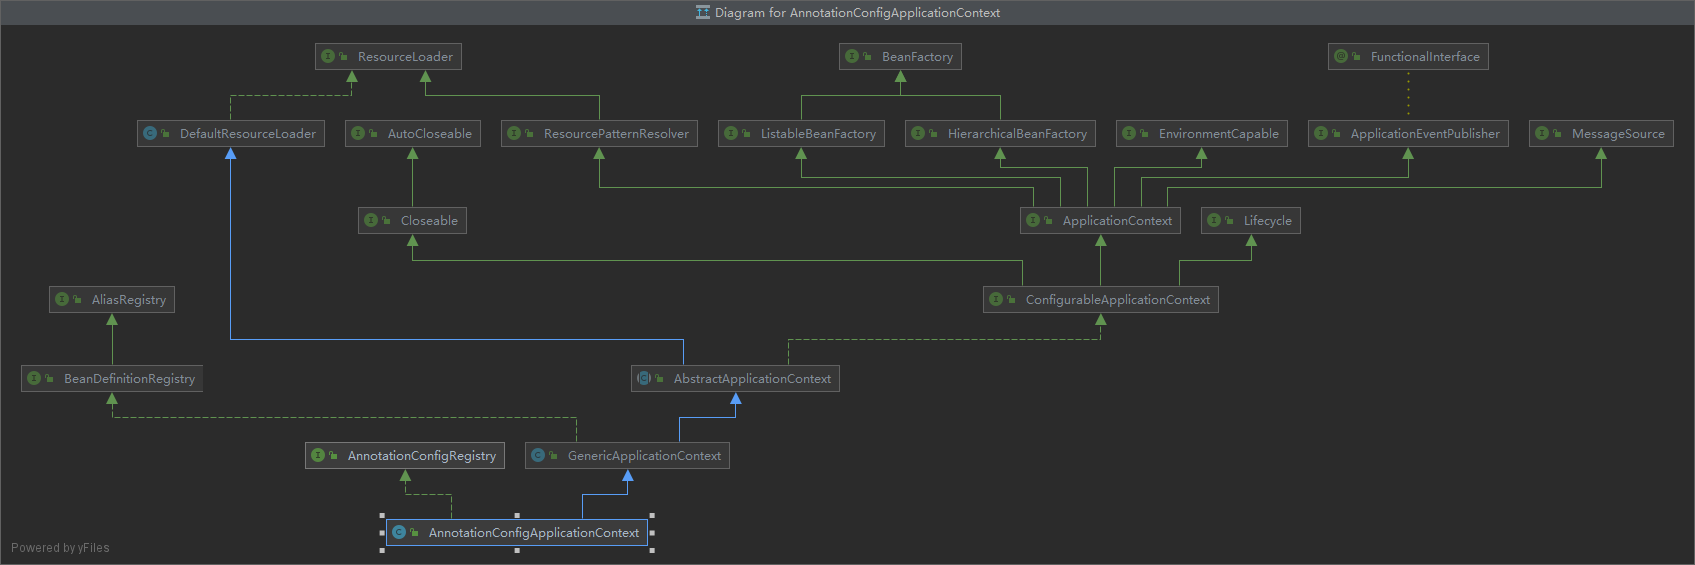 Diagram for AnnotationConfigApplicationContext
ResourceLoader
BeanFactory
FunctionalInterface
DefaultResourceLoader
AutoCloseable
ResourcePatternResolver
ListableBeanFactory
HierarchicalBeanFactory
EnvironmentCapable
ApplicationEventPublisher
MessageSource
Closeable
ApplicationContext
Lifecycle
AliasRegistry
ConfigurableApplicationContext
BeanDefinitionRegistry
AbstractApplicationContext
AnnotationConfigRegistry
GenericApplicationContext
AnnotationConfigApplicationContext
Powered by yFiles